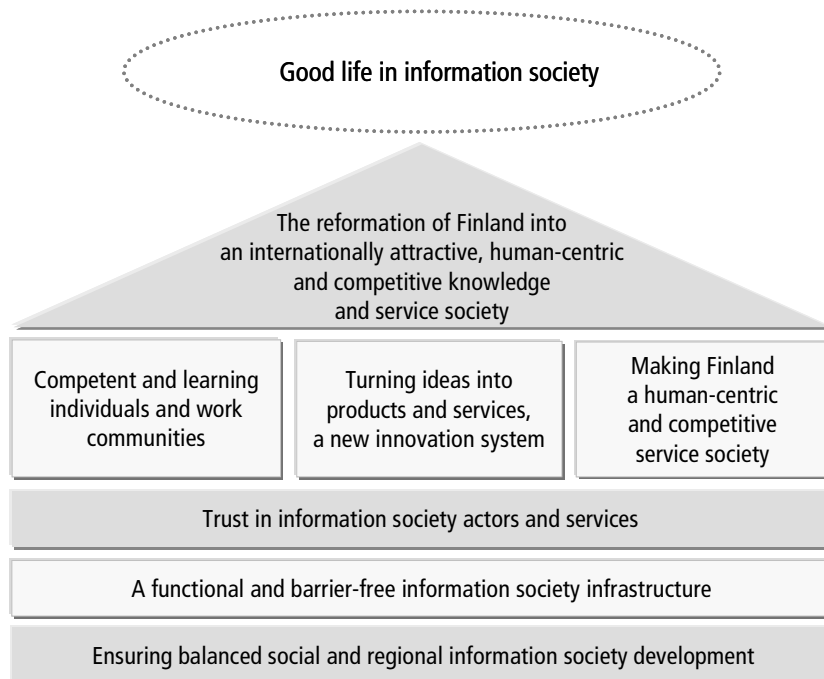 Good life in information society
The reformation of Finland into
an internationally attractive, human-centric
and competitive knowledge
and service society
Competent and learning
individuals and work
communities
Turning ideas into
products and services,
a new innovation system
Making Finland
a human-centric
and competitive
service society
Trust in information society actors and services
A functional and barrier-free information society infrastructure
Ensuring balanced social and regional information society development